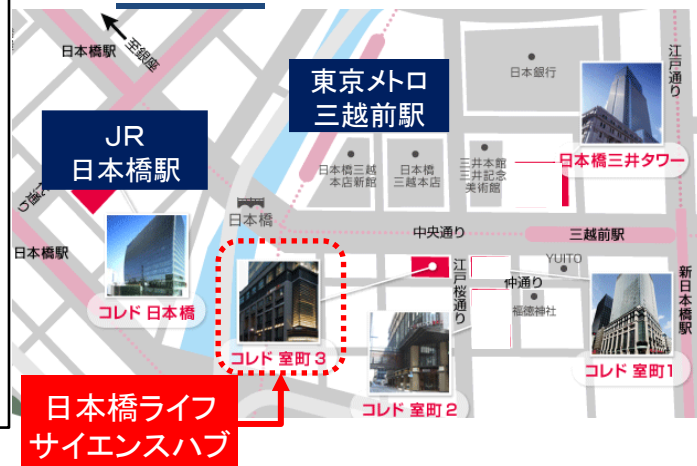 日本橋駅
至銀座
東京メトロ
三越前駅
日本銀行
江戸通り
JR
日本橋駅
日本橋三越
本店新館
日本橋
三越本店
三井本館
三井記念
美術館
日本橋三井タワー
代通り
日本橋
中央通り
三越前駅
日本橋駅
コレド 日本橋
江戸桜通り
YUITO
仲通り
福徳神社
新日本橋駅
コレド 室町3
コレド 室町2
コレド 室町1
日本橋ライフ
サイエンスハブ